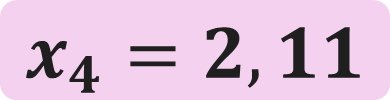 x₄ = 2,11